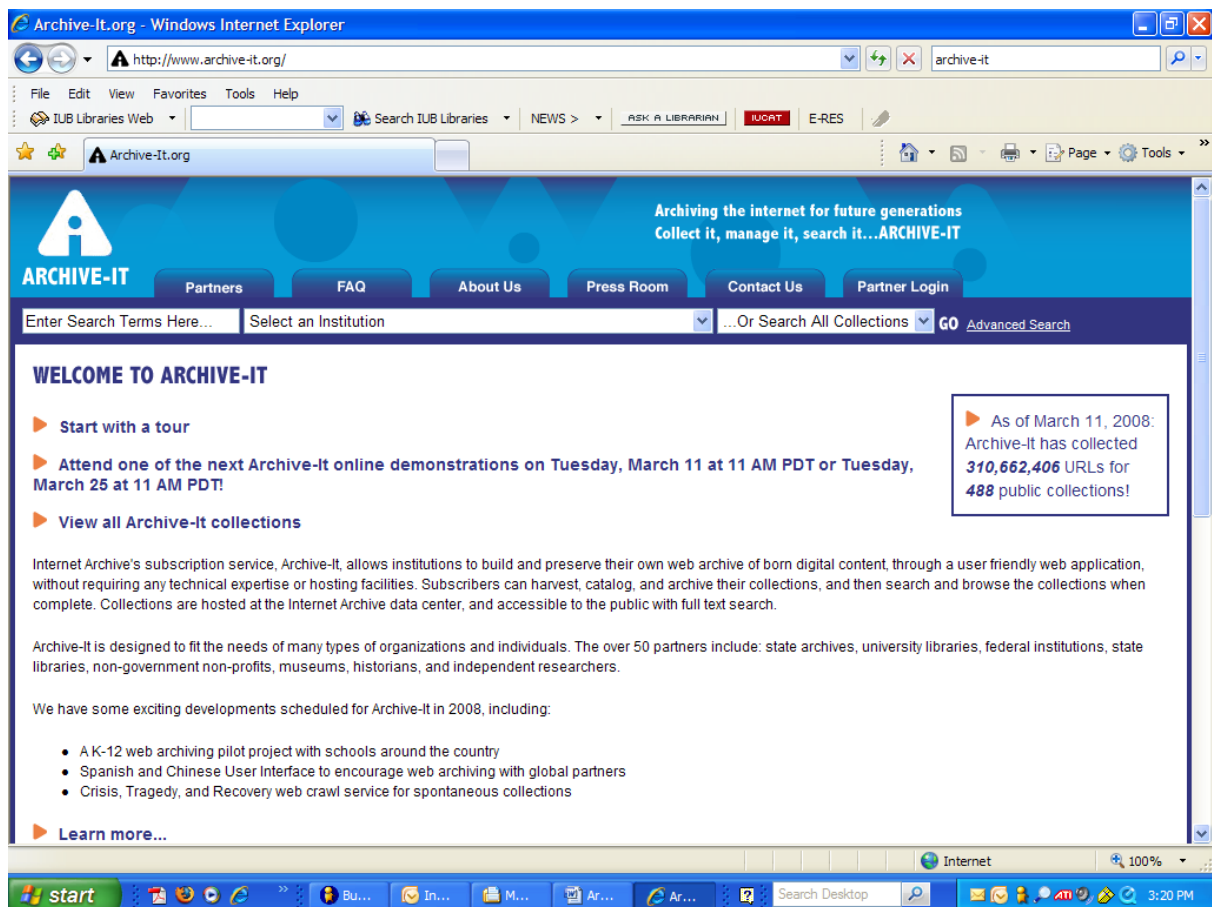 Archive-It.org - Windows Internet Explorer
http://www.archive-it.org/
archive-it
File Edit View Favorites Tools Help
IUB Libraries Web Search IUB Libraries NEWS > ASK A LIBRARIAN IUCAT E-RES
Archive-It.org
Page Tools
Archiving the internet for future generations
Collect it, manage it, search it...ARCHIVE-IT
ARCHIVE-IT
Partners FAQ About Us Press Room Contact Us Partner Login
Enter Search Terms Here... Select an Institution ...Or Search All Collections GO Advanced Search
WELCOME TO ARCHIVE-IT
Start with a tour
Attend one of the next Archive-It online demonstrations on Tuesday, March 11 at 11 AM PDT or Tuesday,
March 25 at 11 AM PDT!
View all Archive-It collections
As of March 11, 2008:
Archive-It has collected
310,662,406 URLs for
488 public collections!
Internet Archive's subscription service, Archive-It, allows institutions to build and preserve their own web archive of born digital content, through a user friendly web application,
without requiring any technical expertise or hosting facilities. Subscribers can harvest, catalog, and archive their collections, and then search and browse the collections when
complete. Collections are hosted at the Internet Archive data center, and accessible to the public with full text search.
Archive-It is designed to fit the needs of many types of organizations and individuals. The over 50 partners include: state archives, university libraries, federal institutions, state
libraries, non-government non-profits, museums, historians, and independent researchers.
We have some exciting developments scheduled for Archive-It in 2008, including:
A K-12 web archiving pilot project with schools around the country
Spanish and Chinese User Interface to encourage web archiving with global partners
Crisis, Tragedy, and Recovery web crawl service for spontaneous collections
Learn more...
Internet 100%
start Bu... In... M... Ar... Ar... Search Desktop ATI 3:20 PM